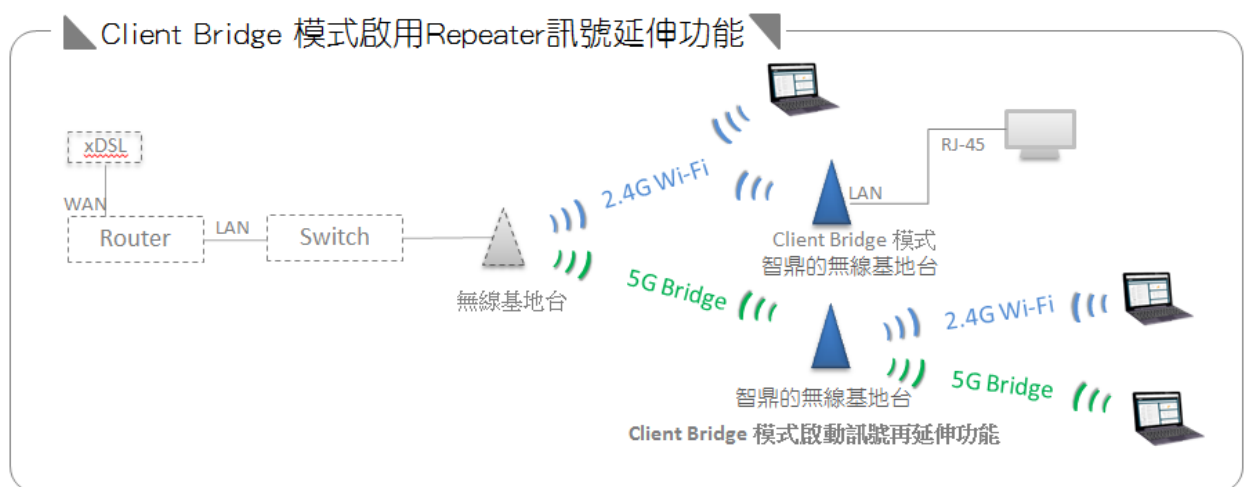 Client Bridge 模式啟用Repeater訊號延伸功能
xDSL
WAN
Router
LAN
Switch
無線基地台
2.4G Wi-Fi
5G Bridge
RJ-45
LAN
Client Bridge 模式
智鼎的無線基地台
2.4G Wi-Fi
5G Bridge
智鼎的無線基地台
Client Bridge 模式啟動訊號再延伸功能